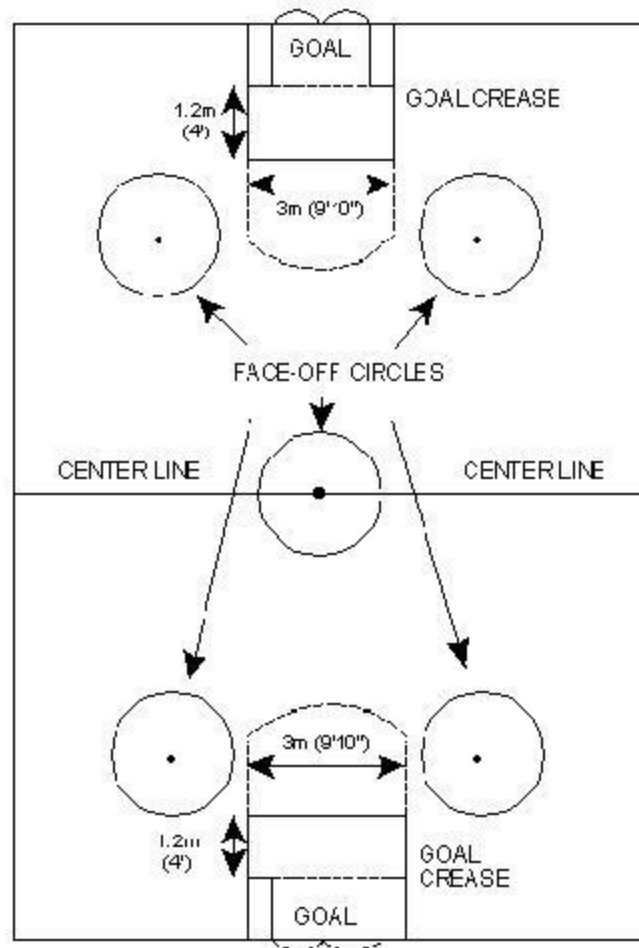 GOAL
GOAL CREASE
1.2m
(4')
3m (9'10")
FACE-OFF CIRCLES
CENTER LINE
CENTER LINE
3m (9'10")
1.2m
(4')
GOAL
CREASE
GOAL